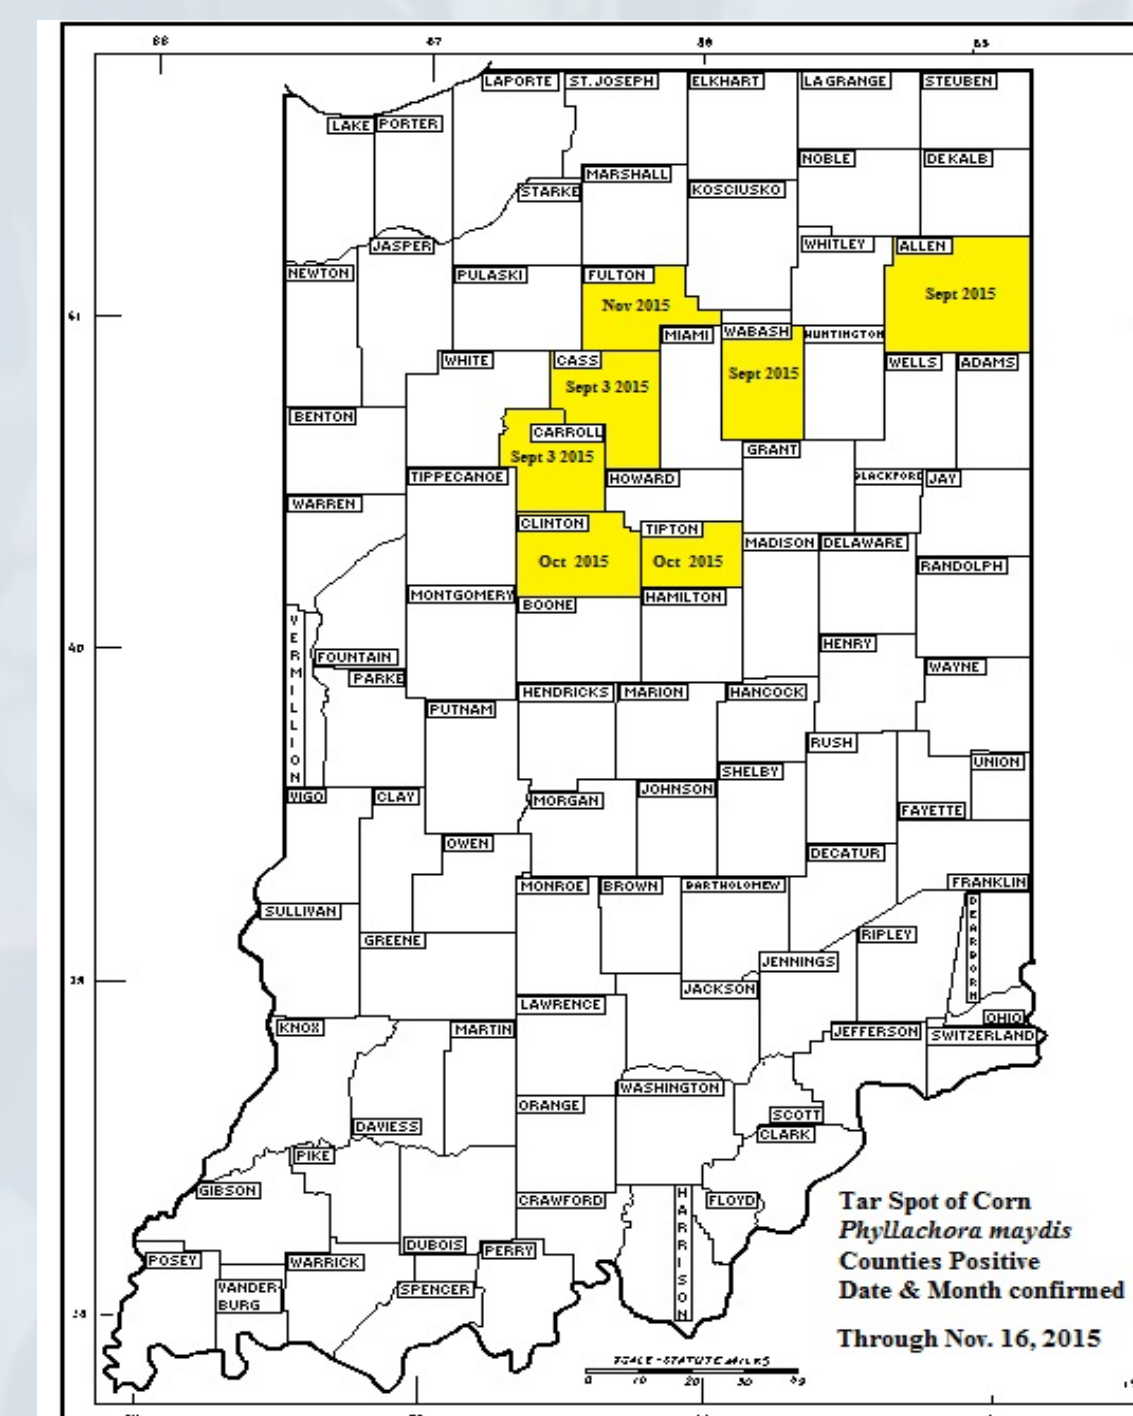 86 87 86 85
LAPORTE ST. JOSEPH ELKHART LA GRANGE STEUBEN
LAKE PORTER
NOBLE DE KALB
MARSHALL
STARKE KOSCIUSKO
JASPER WHITLEY ALLEN
NEWTON PULASKI FULTON
Sept 2015
Nov 2015
41
MIAMI WABASH HUNTINGTON
WHITE CASS WELLS ADAMS
Sept 3 2015 Sept 2015
BENTON
CARROLL
GRANT
Sept 3 2015
TIPPECANOE HOWARD BLACKFORD JAY
WARREN
CLINTON TIPTON
MADISON DELAWARE
Oct 2015 Oct 2015
RANDOLPH
MONTGOMERY BOONE HAMILTON
VERMILLION
40
HENRY
FOUNTAIN
WAYNE
PARKE
HENDRICKS MARION HANCOCK
PUTNAM
RUSH
UNION
SHELBY
JOHNSON
VIGO CLAY MORGAN
FAYETTE
OWEN
DECATUR
MONROE BROWN BARTHOLOMEW FRANKLIN
DEARBORN
SULLIVAN
GREENE RIPLEY
JENNINGS
39
JACKSON
LAWRENCE
OHIO
KNOX MARTIN JEFFERSON SWITZERLAND
WASHINGTON
ORANGE
SCOTT
DAVIESS CLARK
PIKE
GIBSON
CRAWFORD HARRISON FLOYD
Tar Spot of Corn
Phyllachora maydis
Counties Positive
Date & Month confirmed
Through Nov. 16, 2015
DUBOIS PERRY
POSEY WARRICK
VANDER-
BURG
SPENCER
38
SCALE - STATUTE MILES
0 10 20 30 40